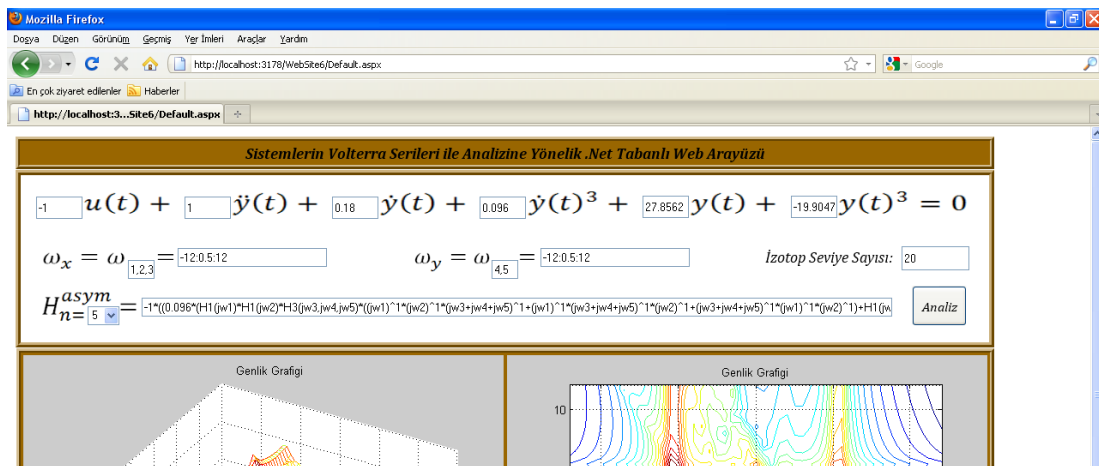 Mozilla Firefox
Dosya Düzen Görünüm Geçmiş Yer İmleri Araçlar Yardım
http://localhost:3178/WebSite6/Default.aspx Google
En çok ziyaret edilenler Haberler
http://localhost:3...Site6/Default.aspx
Sistemlerin Volterra Serileri ile Analizine Yönelik .Net Tabanlı Web Arayüzü
-1 u(t) + 1 ÿ(t) + 0.18 ẏ(t) + 0.096 ẏ(t)³ + 27.8562 y(t) + -19.9047 y(t)³ = 0
ωx = ω1,2,3 = -12:0.5:12 ωy = ω4,5 = -12:0.5:12 İzotop Seviye Sayısı: 20
H asym n= 5 = -1*((0.096*(H1(jw1)*H1(jw2)*H3(jw3,jw4,jw5)*((jw1)^1*(jw2)^1*(jw3+jw4+jw5)^1+(jw1)^1*(jw3+jw4+jw5)^1*(jw2)^1+(jw3+jw4+jw5)^1*(jw1)^1*(jw2)^1)+H1(jw Analiz
Genlik Grafigi Genlik Grafigi
10